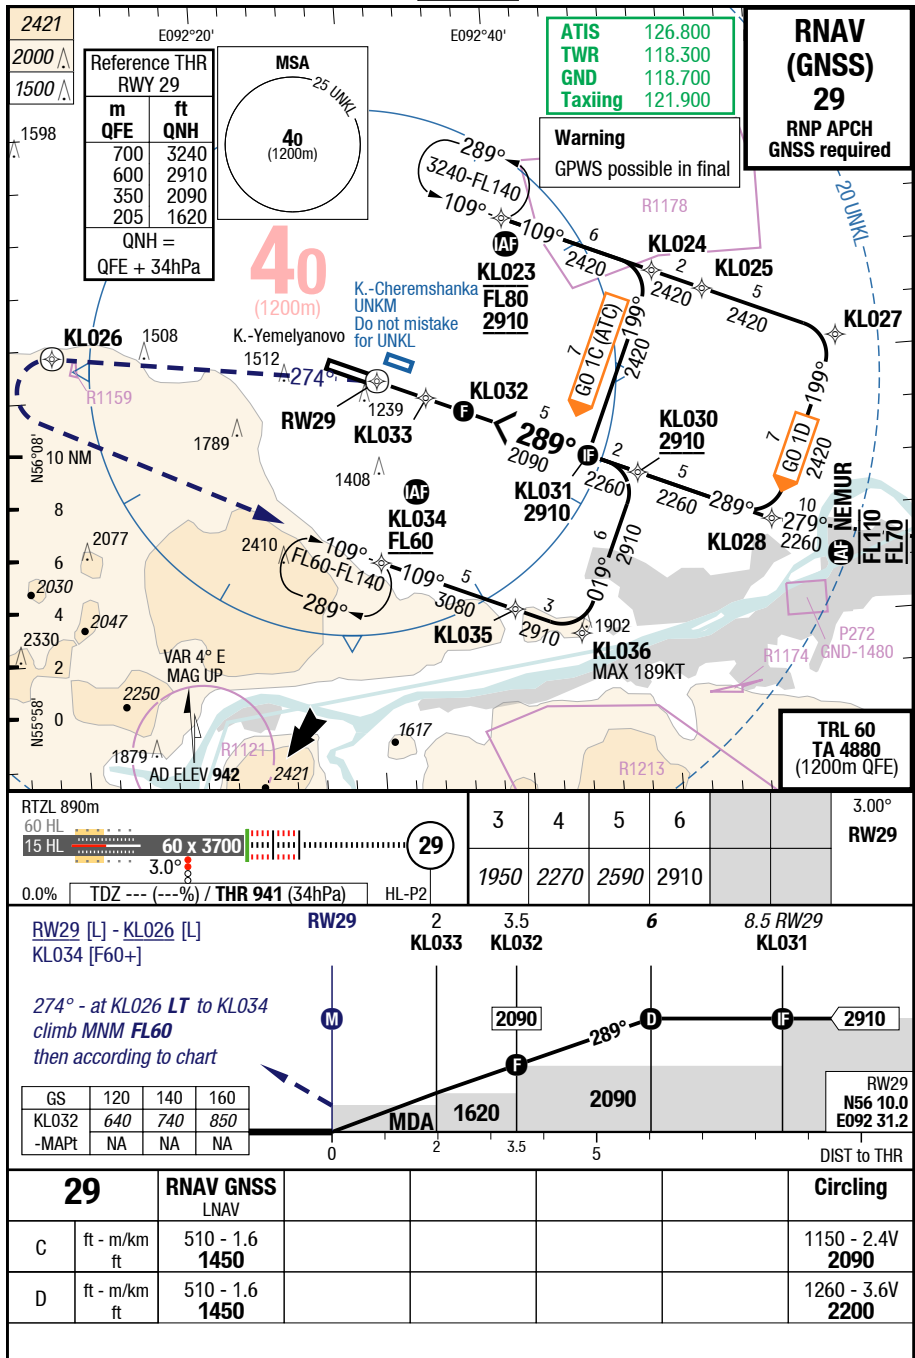 2421
2000
1500
E092°20'
E092°40'
Reference THR
RWY 29
m ft
QFE QNH
700 3240
600 2910
350 2090
205 1620
QNH =
QFE + 34hPa
MSA
25 UNKL
40
(1200m)
ATIS 126.800
TWR 118.300
GND 118.700
Taxiing 121.900
RNAV
(GNSS)
29
RNP APCH
GNSS required
Warning
GPWS possible in final
1598
289°
3240-FL140
109°
R1178
20 UNKL
IAF
KL023
FL80
2910
109°
6
2420
KL024
2
2420
KL025
5
2420
KL027
40
(1200m)
K.-Cheremshanka
UNKM
Do not mistake
for UNKL
K.-Yemelyanovo
KL026
1508
1512
274°
R1159
RW29
1239
KL033
F
KL032
5
289°
2090
7
GO 1C (ATC)
199°
2420
199°
7
GO 1D
2420
IF
KL031
2910
2
2260
KL030
2910
5
2260
289°
KL028
10
279°
2260
IAF
NEMUR
FL110
FL70
N56°08'
10 NM
8
6
4
2
0
N55°58'
1789
1408
IAF
KL034
FL60
2410
109°
FL60-FL140
289°
109°
5
3080
KL035
3
2910
019°
6
2910
1902
KL036
MAX 189KT
2077
2030
2047
2330
2250
1879
VAR 4° E
MAG UP
R1121
AD ELEV 942
2421
1617
R1213
R1174
P272
GND-1480
TRL 60
TA 4880
(1200m QFE)
RTZL 890m
60 HL
15 HL
60 x 3700
3.0°
29
0.0%
TDZ --- (---%) / THR 941 (34hPa)
HL-P2
3 4 5 6
1950 2270 2590 2910
3.00°
RW29
RW29 [L] - KL026 [L]
KL034 [F60+]
274° - at KL026 LT to KL034
climb MNM FL60
then according to chart
RW29
2
KL033
3.5
KL032
6
8.5 RW29
KL031
M
2090
F
289°
D
IF
2910
MDA
1620
2090
RW29
N56 10.0
E092 31.2
0
2
3.5
5
DIST to THR
GS 120 140 160
KL032 640 740 850
-MAPt NA NA NA
29 RNAV GNSS Circling
LNAV
C ft - m/km 510 - 1.6 1150 - 2.4V
ft 1450 2090
D ft - m/km 510 - 1.6 1260 - 3.6V
ft 1450 2200